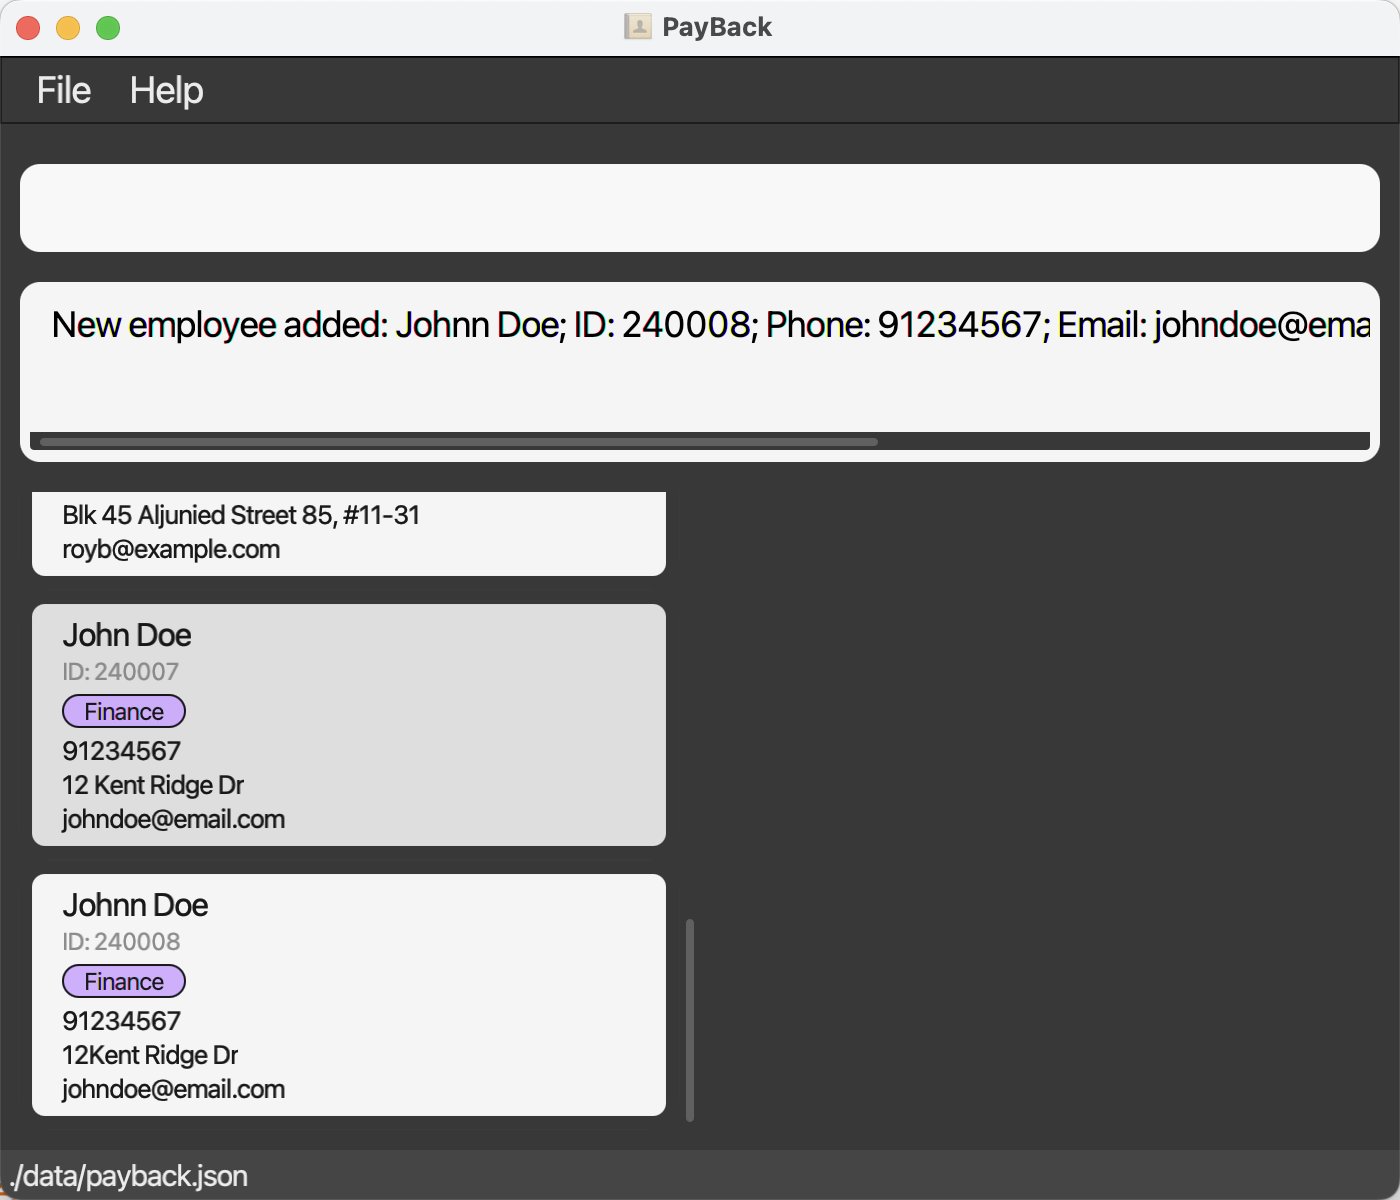 PayBack
File Help
New employee added: Johnn Doe; ID: 240008; Phone: 91234567; Email: johndoe@ema
Blk 45 Aljunied Street 85, #11-31
royb@example.com
John Doe
ID: 240007
Finance
91234567
12 Kent Ridge Dr
johndoe@email.com
Johnn Doe
ID: 240008
Finance
91234567
12Kent Ridge Dr
johndoe@email.com
./data/payback.json